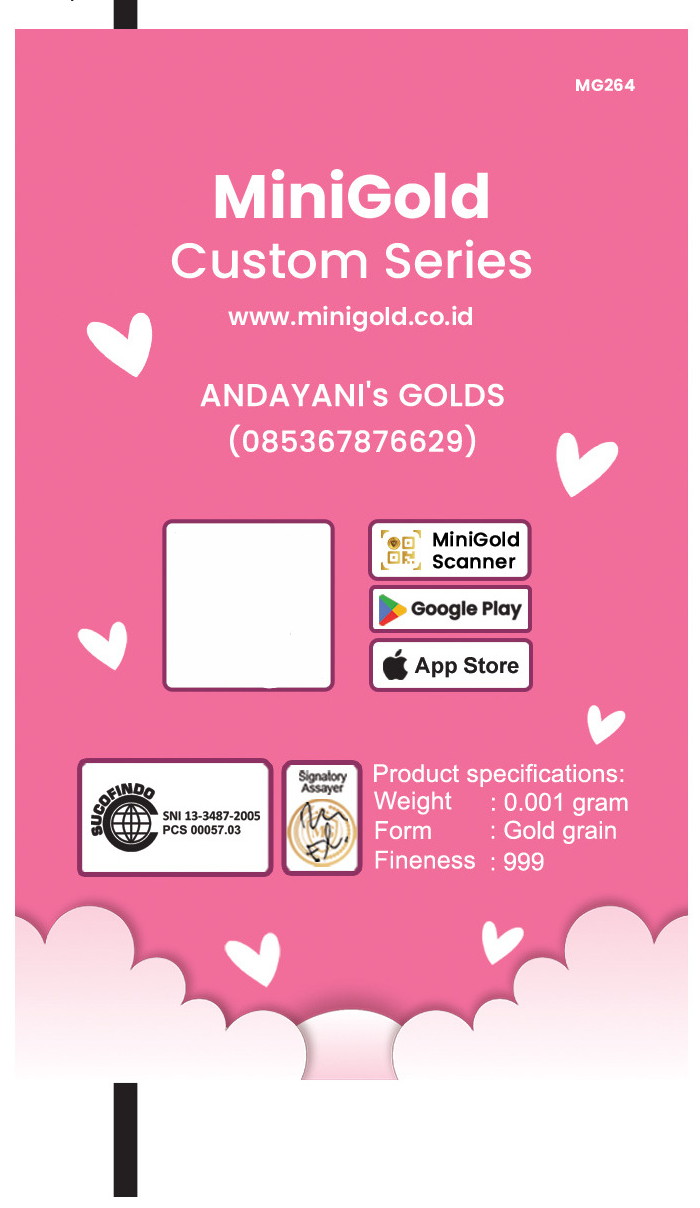 MG264
MiniGold
Custom Series
www.minigold.co.id
ANDAYANI's GOLDS
(085367876629)
MiniGold
Scanner
Google Play
App Store
SUCOFINDO
SNI 13-3487-2005
PCS 00057.03
Signatory
Assayer
Product specifications:
Weight : 0.001 gram
Form : Gold grain
Fineness : 999